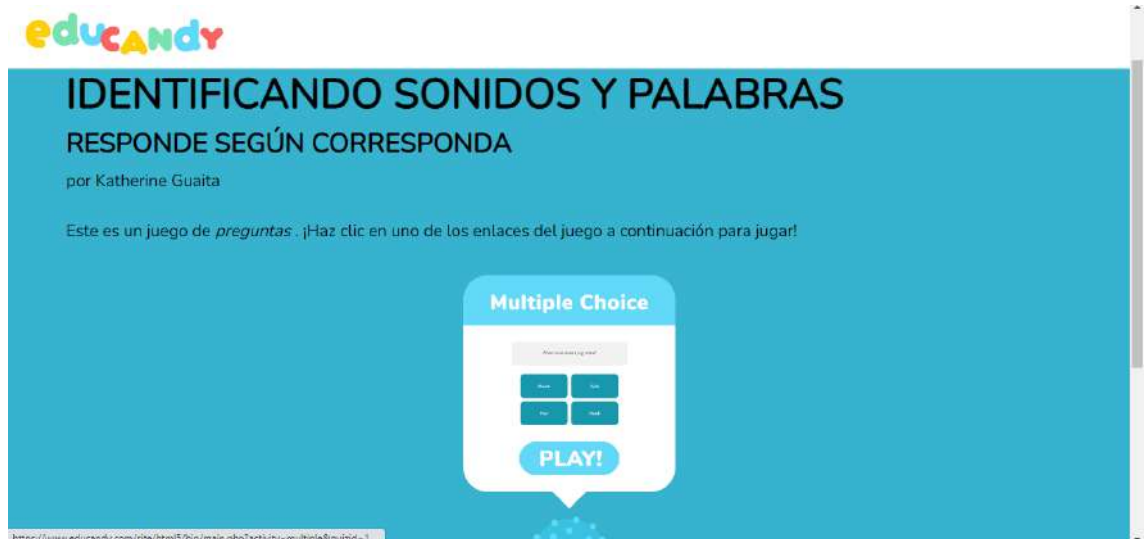 eduCANdY
IDENTIFICANDO SONIDOS Y PALABRAS
RESPONDE SEGÚN CORRESPONDA
por Katherine Guaita
Este es un juego de preguntas . ¡Haz clic en uno de los enlaces del juego a continuación para jugar!
Multiple Choice
PLAY!